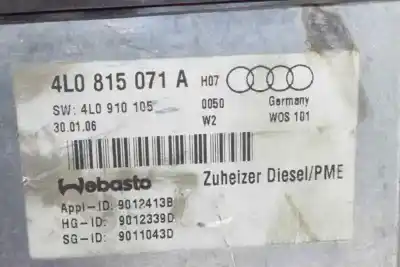 4L0 815 071 A H07
SW: 4L0 910 105 0050 Germany
30.01.06 W2 WOS 101
Webasto Zuheizer Diesel/PME
Appl-ID: 9012413B
HG-ID: 9012339D
SG-ID: 9011043D